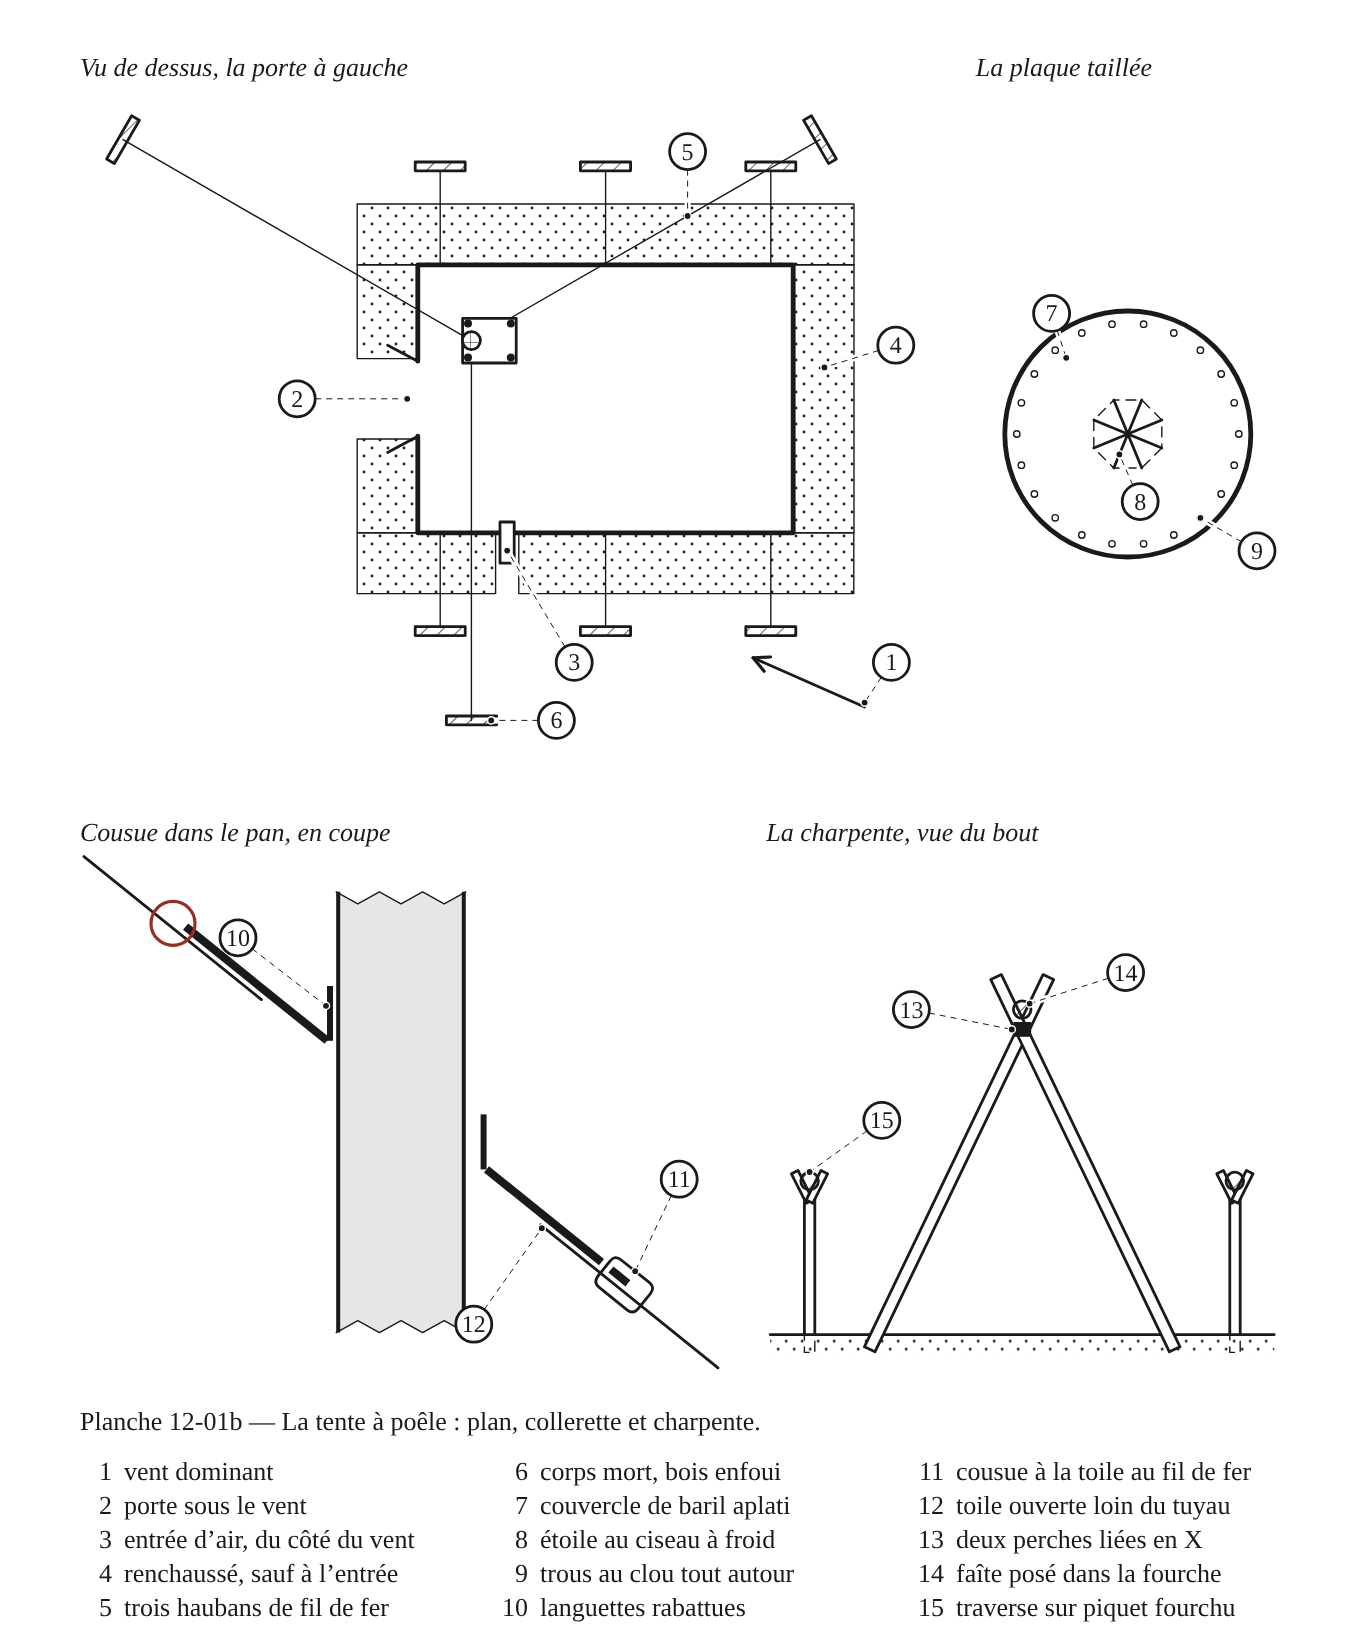 Vu de dessus, la porte à gauche
La plaque taillée
5
7
4
2
8
9
3
1
6
Cousue dans le pan, en coupe
La charpente, vue du bout
10
14
13
15
11
12
Planche 12-01b — La tente à poêle : plan, collerette et charpente.
1 vent dominant
2 porte sous le vent
3 entrée d’air, du côté du vent
4 renchaussé, sauf à l’entrée
5 trois haubans de fil de fer
6 corps mort, bois enfoui
7 couvercle de baril aplati
8 étoile au ciseau à froid
9 trous au clou tout autour
10 languettes rabattues
11 cousue à la toile au fil de fer
12 toile ouverte loin du tuyau
13 deux perches liées en X
14 faîte posé dans la fourche
15 traverse sur piquet fourchu